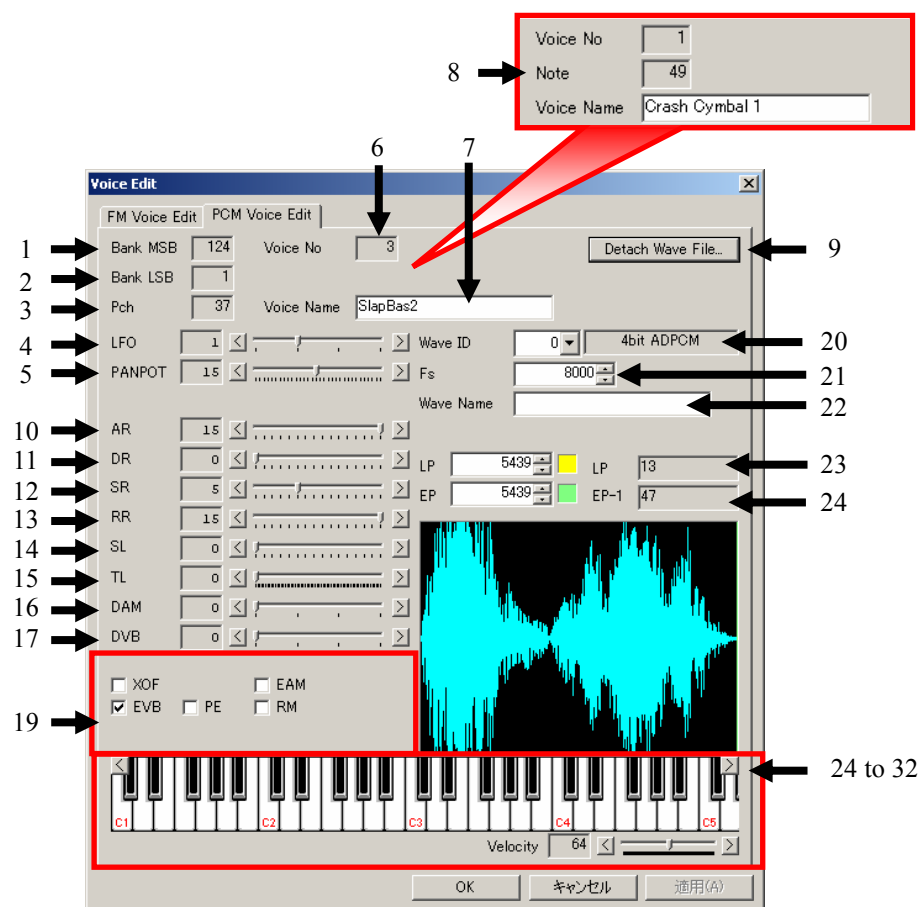 Voice No 1
8 Note 49
Voice Name Crash Cymbal 1
6 7
Voice Edit
FM Voice Edit PCM Voice Edit
1 Bank MSB 124 Voice No 3 Detach Wave File... 9
2 Bank LSB 1
3 Pch 37 Voice Name SlapBas2
4 LFO 1 Wave ID 0 4bit ADPCM 20
5 PANPOT 15 Fs 8000 21
Wave Name 22
10 AR 15
11 DR 0 LP 5439 LP 13 23
12 SR 5 EP 5439 EP-1 47 24
13 RR 15
14 SL 0
15 TL 0
16 DAM 0
17 DVB 0
XOF EAM
19 EVB PE RM
24 to 32
C1 C2 C3 C4 C5
Velocity 64
OK キャンセル 適用(A)